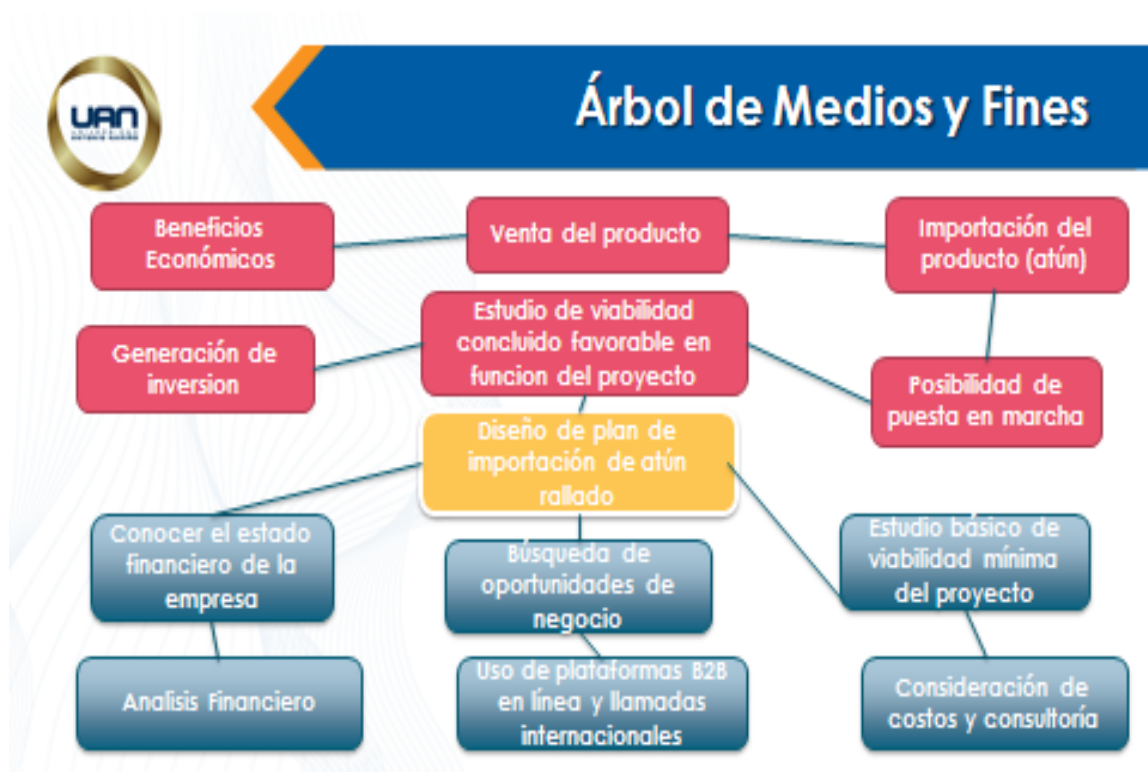 UAN
Árbol de Medios y Fines
Beneficios
Económicos
Venta del producto
Importación del
producto (atún)
Estudio de viabilidad
concluido favorable en
funcion del proyecto
Generación de
inversion
Posibilidad de
puesta en marcha
Diseño de plan de
importación de atún
rallado
Conocer el estado
financiero de la
empresa
Búsqueda de
oportunidades de
negocio
Estudio básico de
viabilidad mínima
del proyecto
Analisis Financiero
Uso de plataformas B2B
en línea y llamadas
internacionales
Consideración de
costos y consultoría